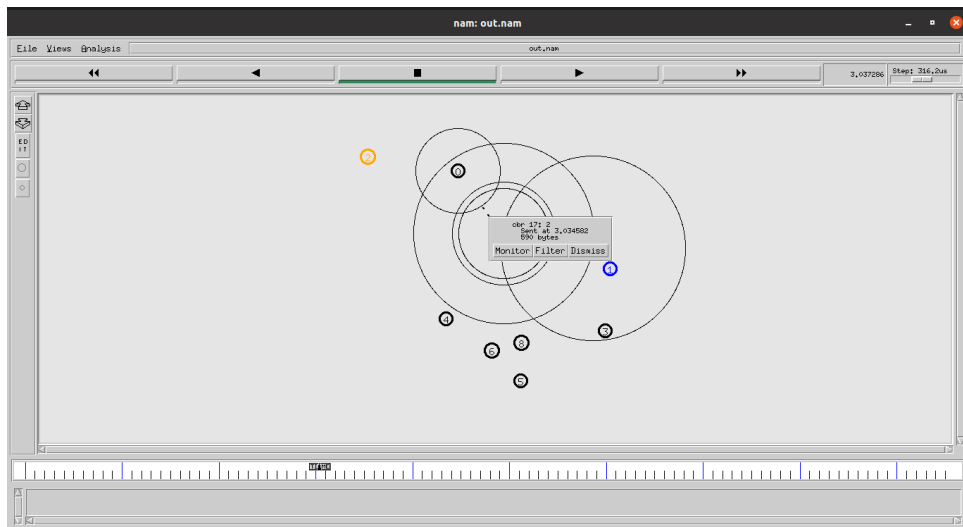 nam: out.nam
File Views Analysis
out.nam
3.037286
Step: 316.2us
ED
IT
2
0
cbr 17: 2
Sent at 3.034582
590 bytes
Monitor Filter Dismiss
1
4
3
8
6
5